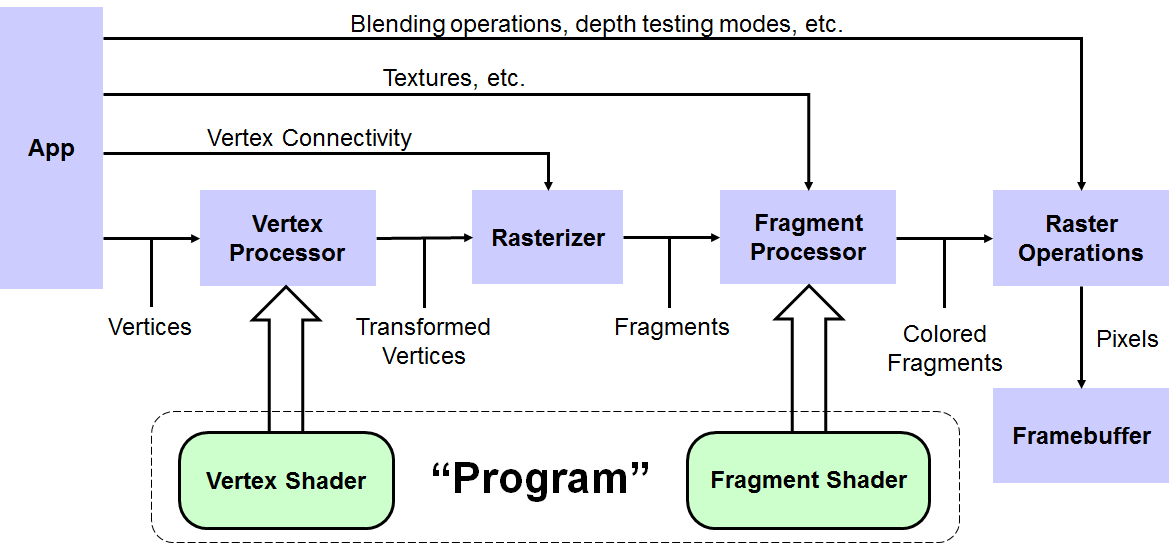 Blending operations, depth testing modes, etc.
Textures, etc.
Vertex Connectivity
App
Vertex
Processor
Rasterizer
Fragment
Processor
Raster
Operations
Vertices
Transformed
Vertices
Fragments
Colored
Fragments
Pixels
Framebuffer
Vertex Shader
“Program”
Fragment Shader